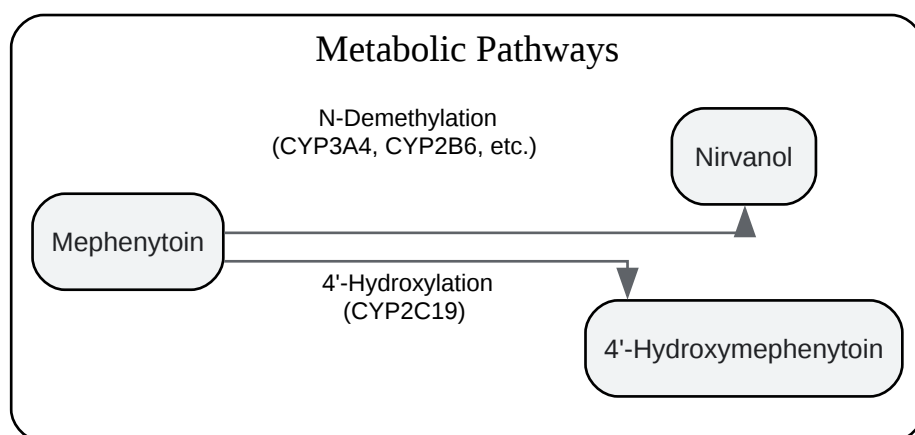 Metabolic Pathways
N-Demethylation
(CYP3A4, CYP2B6, etc.)
Nirvanol
Mephenytoin
4'-Hydroxylation
(CYP2C19)
4'-Hydroxymephenytoin